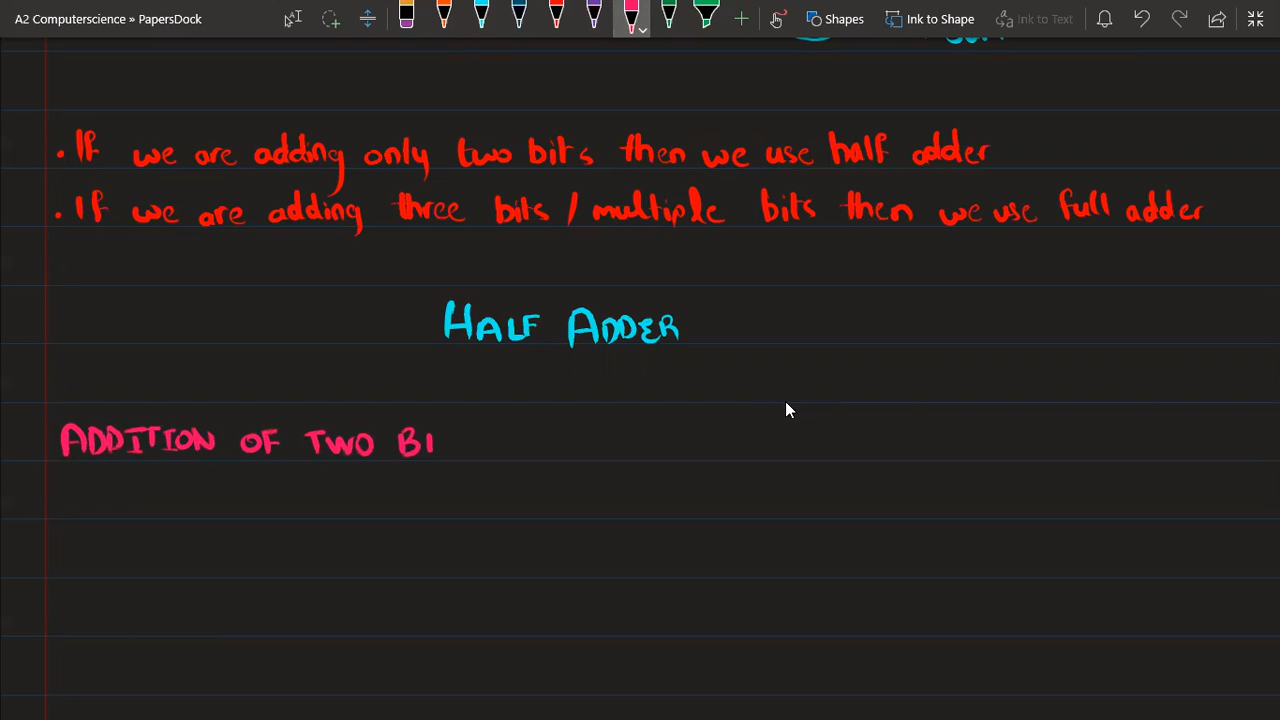 A2 Computerscience » PapersDock
Shapes
Ink to Shape
Ink to Text
. If we are adding only two bits then we use half adder
. If we are adding three bits / multiple bits then we use full adder
HALF ADDER
ADDITION OF TWO BI